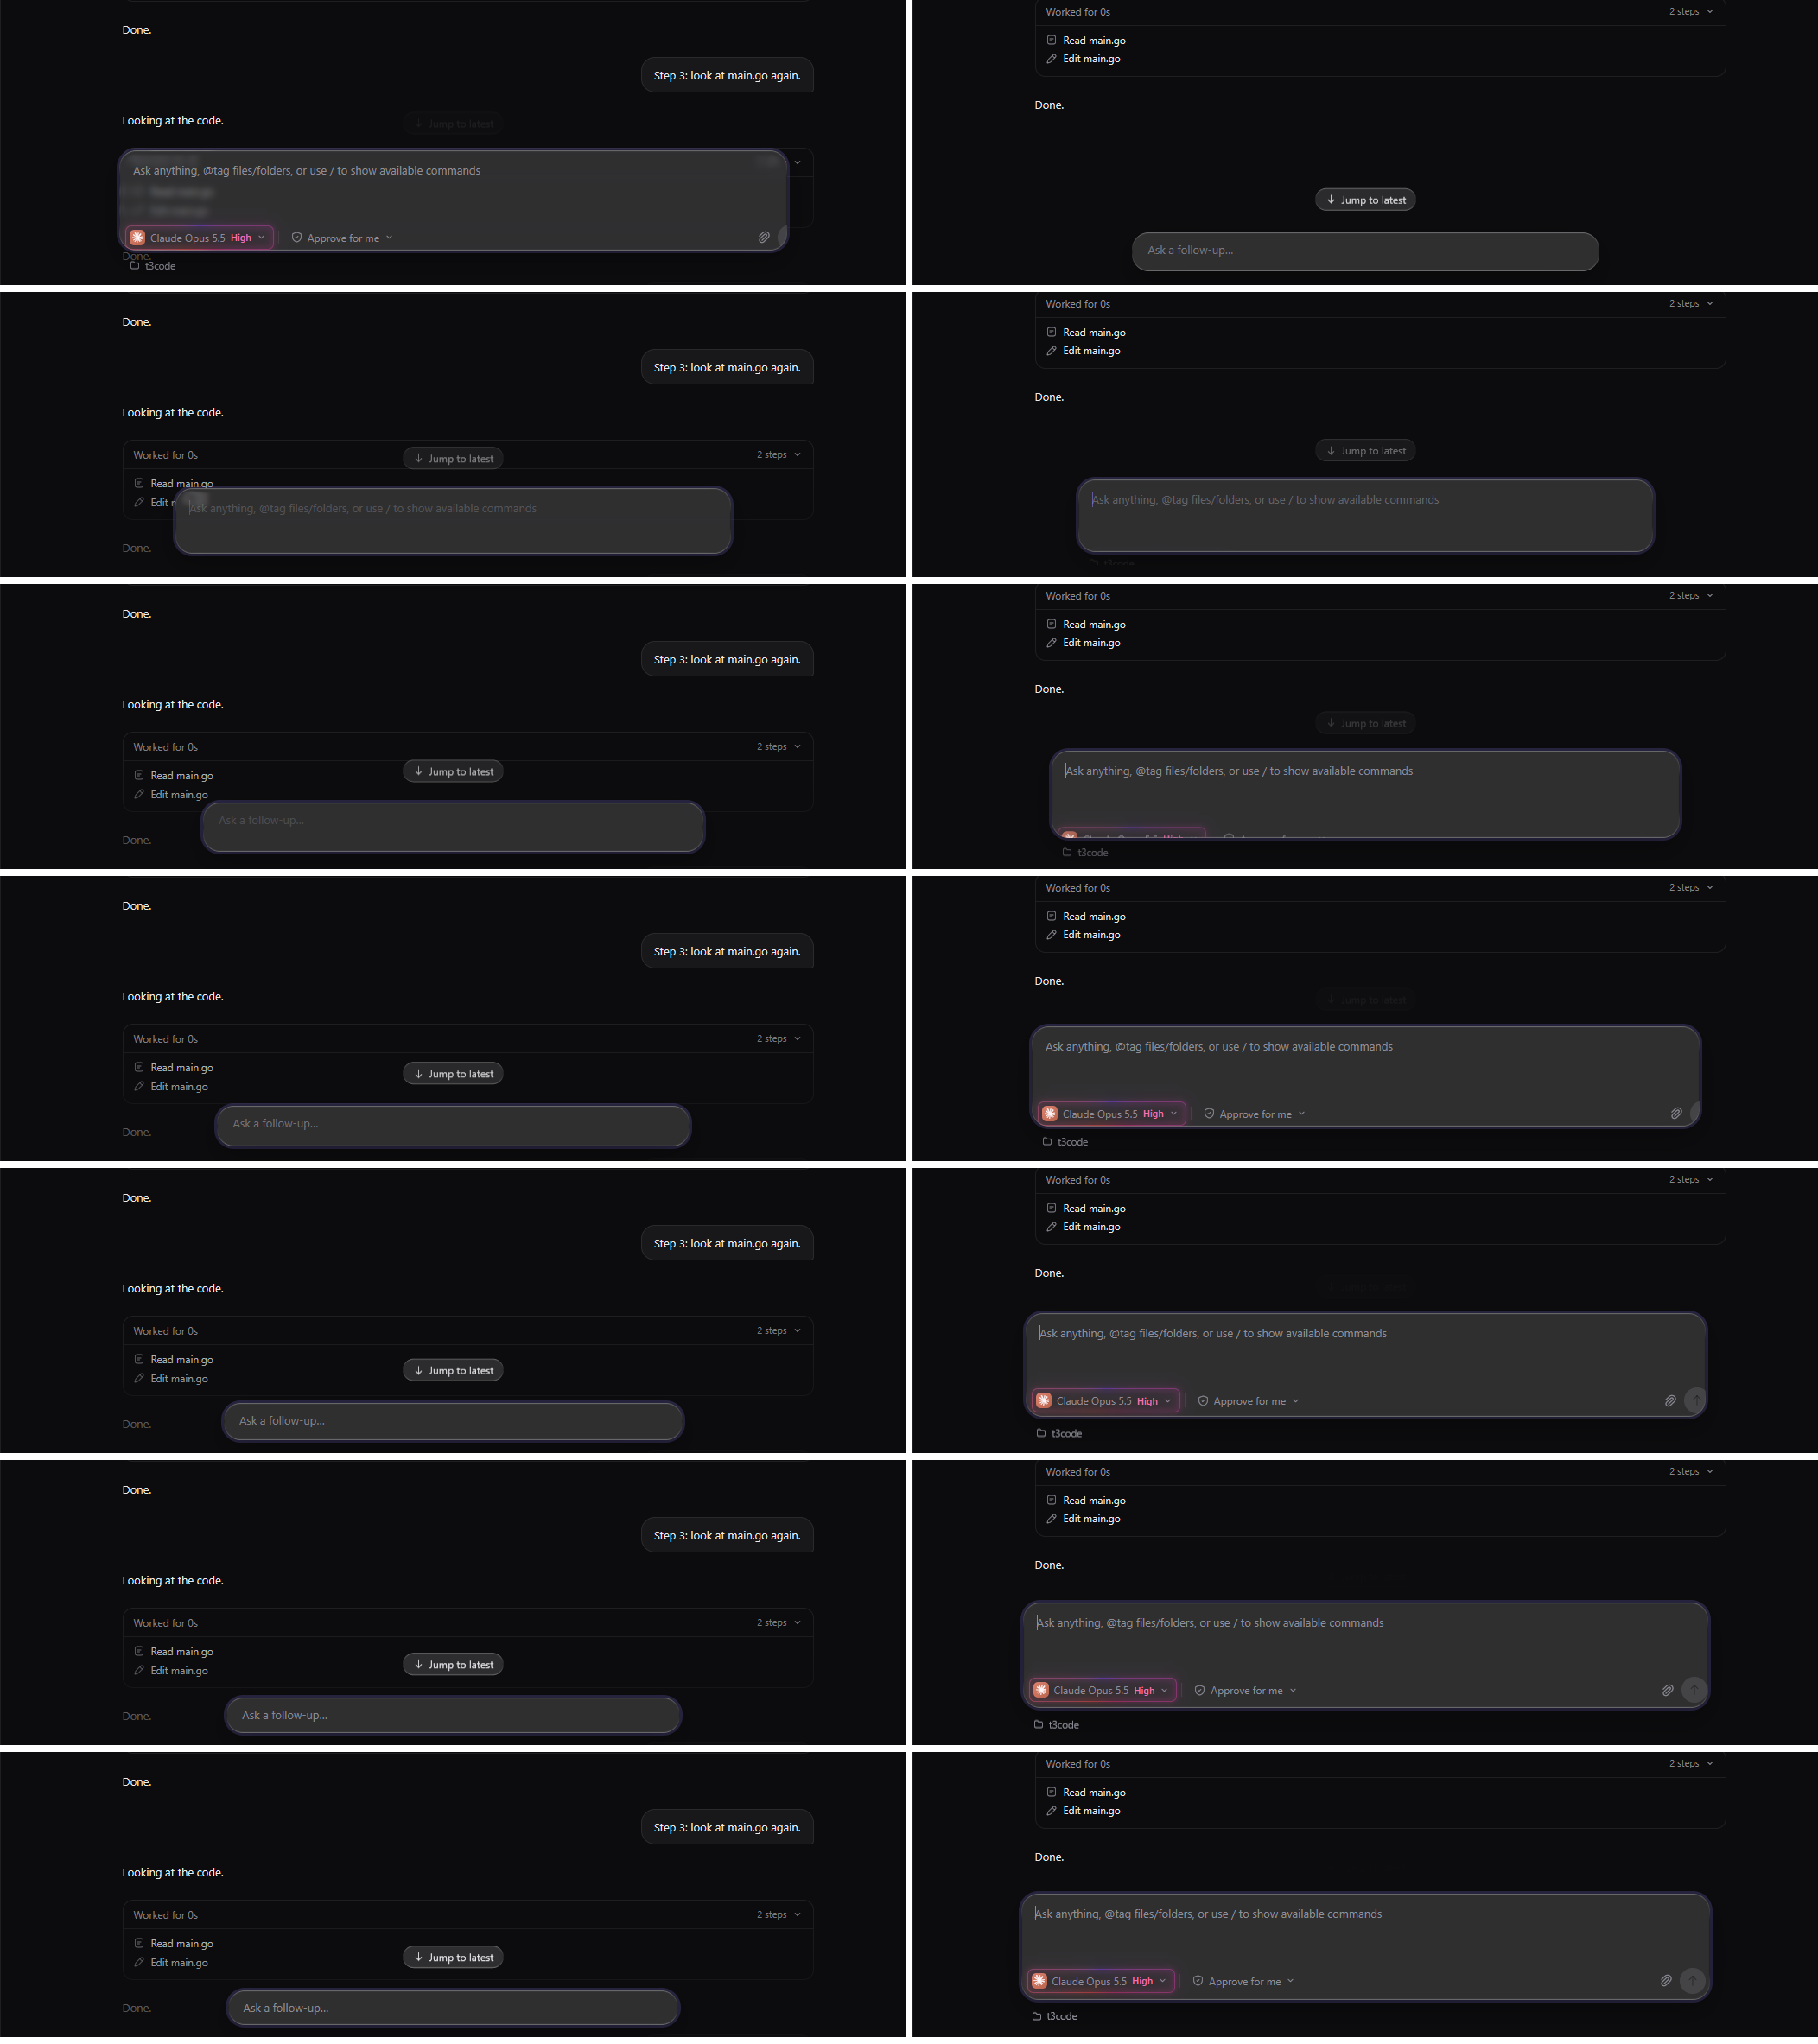 Done.
Step 3: look at main.go again.
Looking at the code.
Jump to latest
Ask anything, @tag files/folders, or use / to show available commands
Read main.go
Edit main.go
Claude Opus 5.5 High
Approve for me
Done.
t3code
Worked for 0s
2 steps
Read main.go
Edit main.go
Done.
Jump to latest
Ask a follow-up...
Done.
Step 3: look at main.go again.
Looking at the code.
Worked for 0s
2 steps
Jump to latest
Read main.go
Edit m
Ask anything, @tag files/folders, or use / to show available commands
Done.
Worked for 0s
2 steps
Read main.go
Edit main.go
Done.
Jump to latest
Ask anything, @tag files/folders, or use / to show available commands
t3code
Done.
Step 3: look at main.go again.
Looking at the code.
Worked for 0s
2 steps
Read main.go
Jump to latest
Edit main.go
Ask a follow-up...
Done.
Worked for 0s
2 steps
Read main.go
Edit main.go
Done.
Jump to latest
Ask anything, @tag files/folders, or use / to show available commands
t3code
Done.
Step 3: look at main.go again.
Looking at the code.
Worked for 0s
2 steps
Read main.go
Jump to latest
Edit main.go
Ask a follow-up...
Done.
Worked for 0s
2 steps
Read main.go
Edit main.go
Done.
Jump to latest
Ask anything, @tag files/folders, or use / to show available commands
Claude Opus 5.5 High
Approve for me
t3code
Done.
Step 3: look at main.go again.
Looking at the code.
Worked for 0s
2 steps
Read main.go
Jump to latest
Edit main.go
Ask a follow-up...
Done.
Worked for 0s
2 steps
Read main.go
Edit main.go
Done.
Ask anything, @tag files/folders, or use / to show available commands
Claude Opus 5.5 High
Approve for me
t3code
Done.
Step 3: look at main.go again.
Looking at the code.
Worked for 0s
2 steps
Read main.go
Jump to latest
Edit main.go
Ask a follow-up...
Done.
Worked for 0s
2 steps
Read main.go
Edit main.go
Done.
Ask anything, @tag files/folders, or use / to show available commands
Claude Opus 5.5 High
Approve for me
t3code
Done.
Step 3: look at main.go again.
Looking at the code.
Worked for 0s
2 steps
Read main.go
Jump to latest
Edit main.go
Ask a follow-up...
Done.
Worked for 0s
2 steps
Read main.go
Edit main.go
Done.
Ask anything, @tag files/folders, or use / to show available commands
Claude Opus 5.5 High
Approve for me
t3code